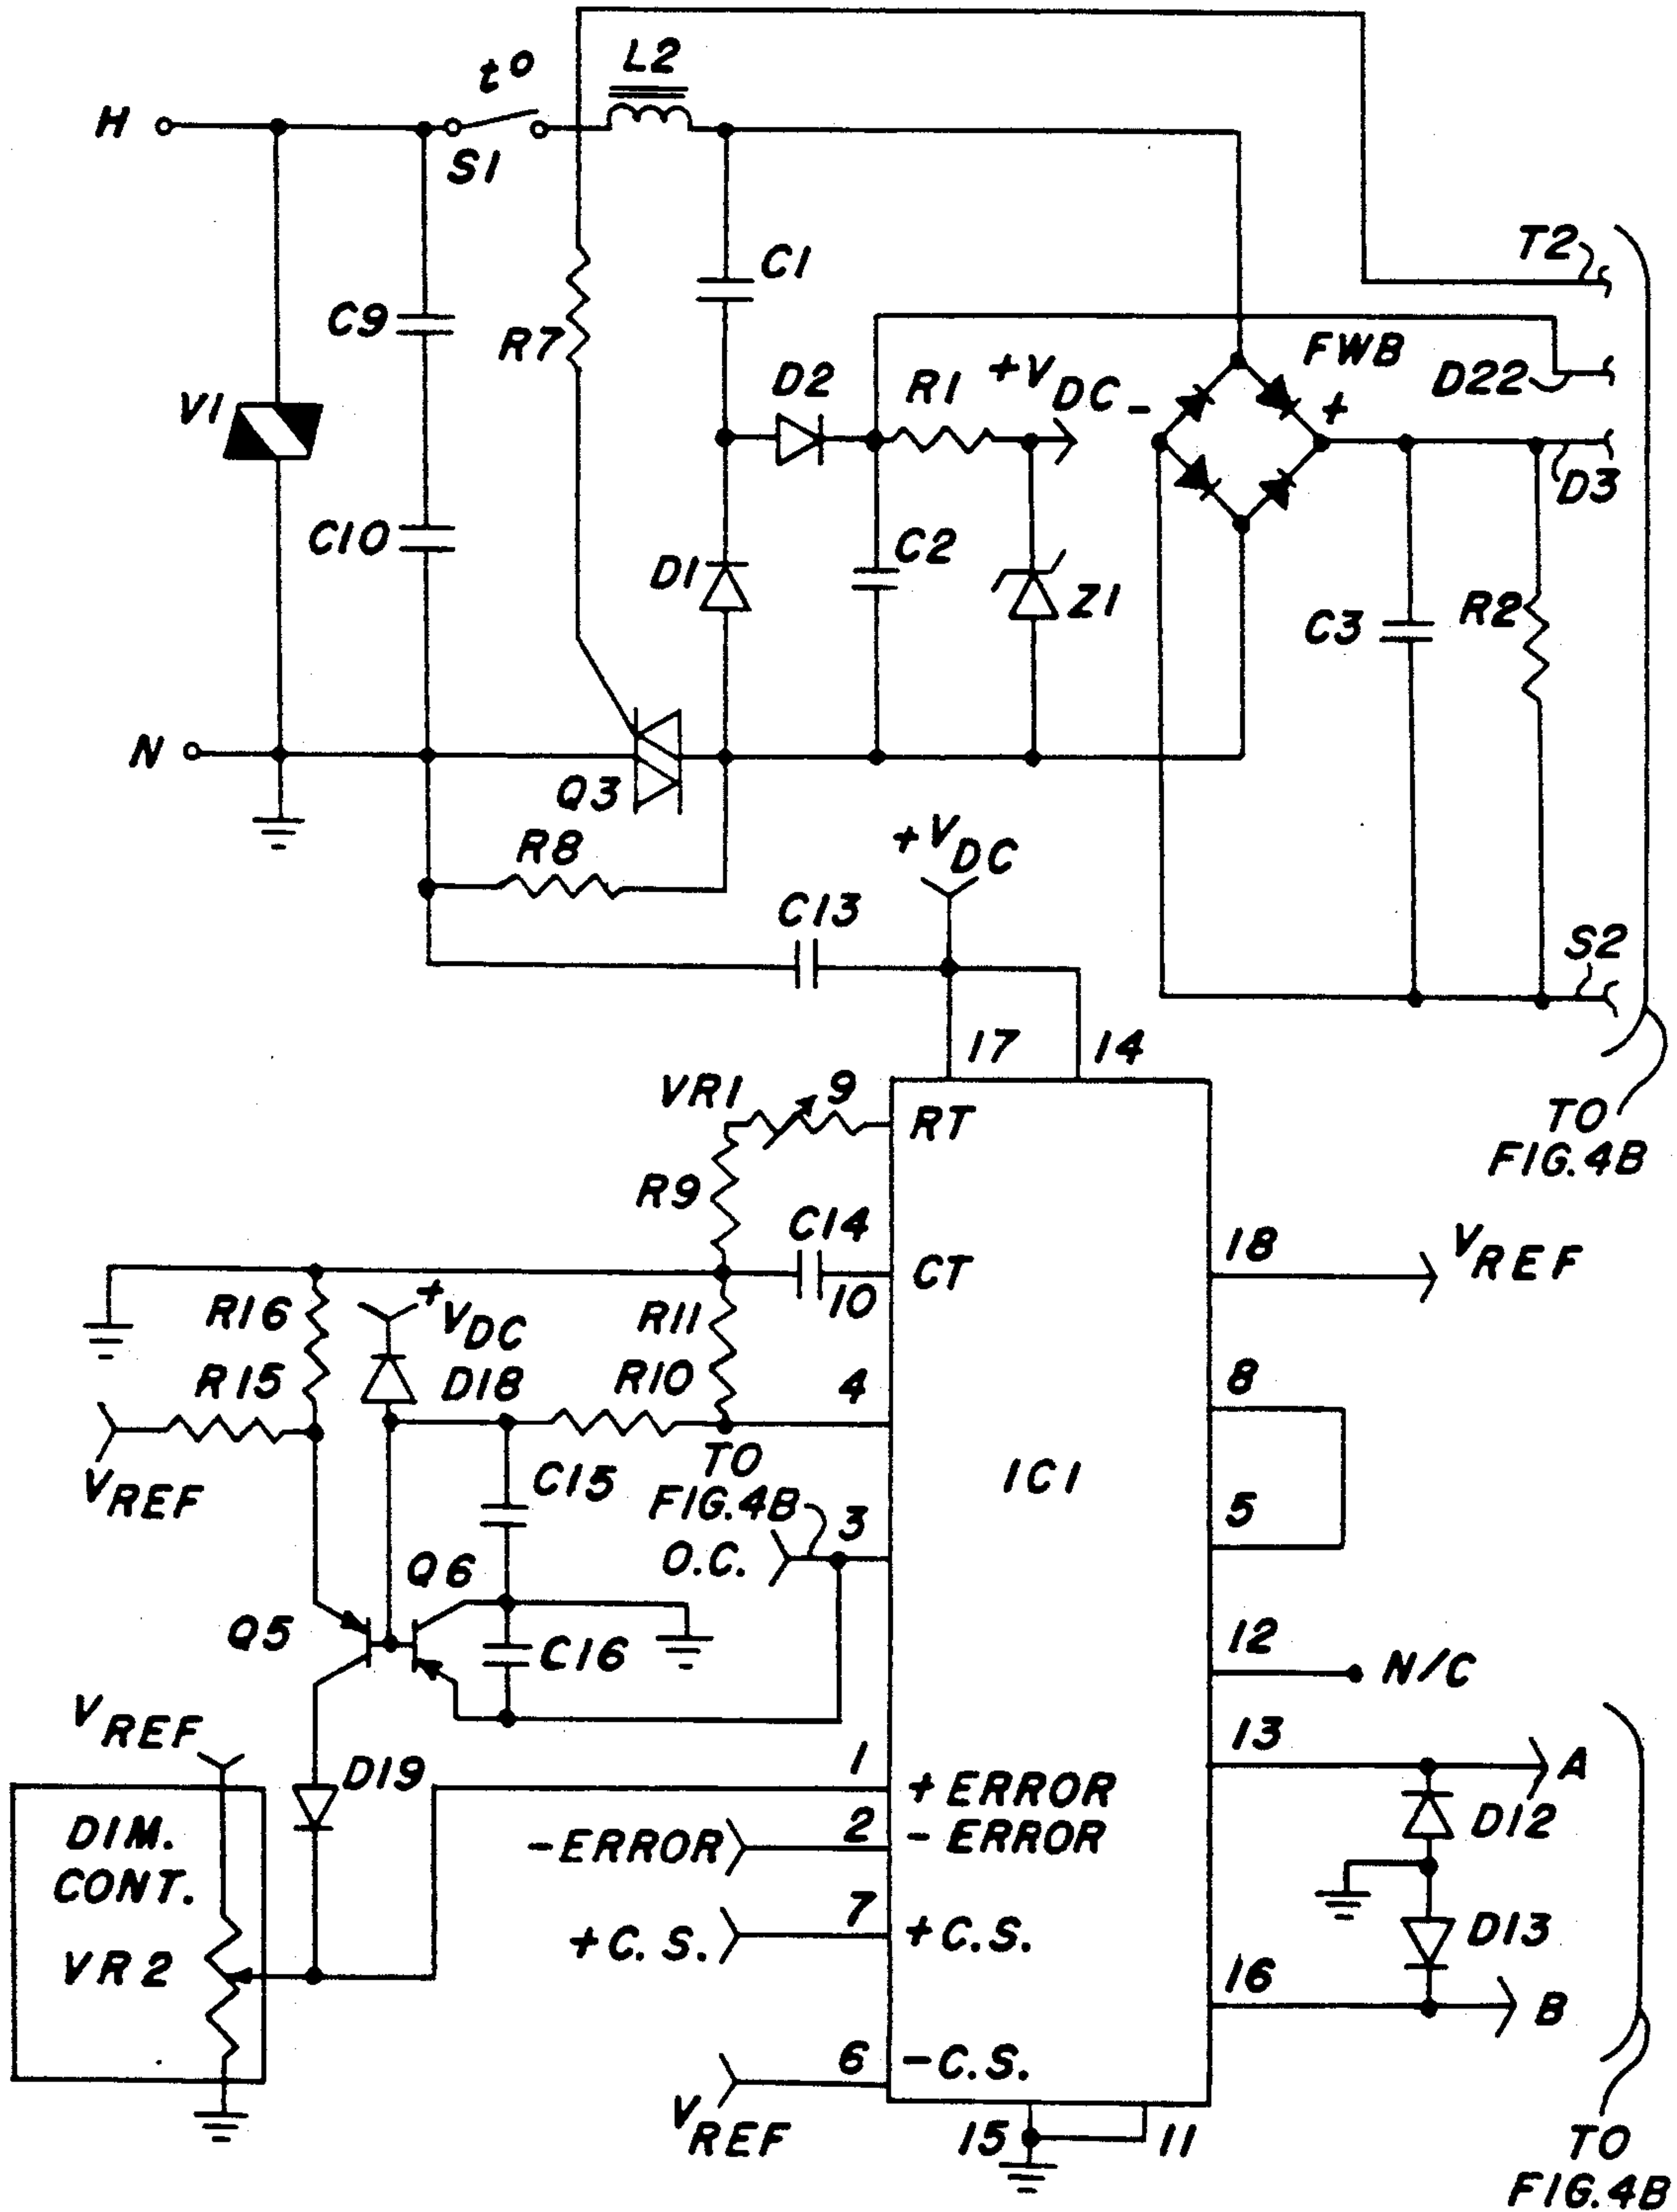 t°
L2
H
S1
T2
C1
C9
R7
FWB
D2
R1
+VDC
-
+
D22
V1
D3
C10
D1
C2
Z1
C3
R2
N
Q3
R8
+VDC
C13
S2
17
14
TO
FIG.4B
VR1
9
RT
R9
C14
10
CT
18
VREF
R16
+VDC
R11
R15
D18
R10
4
8
VREF
C15
TO
FIG.4B
3
O.C.
IC1
5
Q6
Q5
C16
12
N/C
VREF
13
A
D19
1
+ERROR
DIM.
CONT.
VR2
-ERROR
2
-ERROR
D12
7
+C.S.
+C.S.
D13
16
B
6
-C.S.
VREF
15
11
TO
FIG.4B